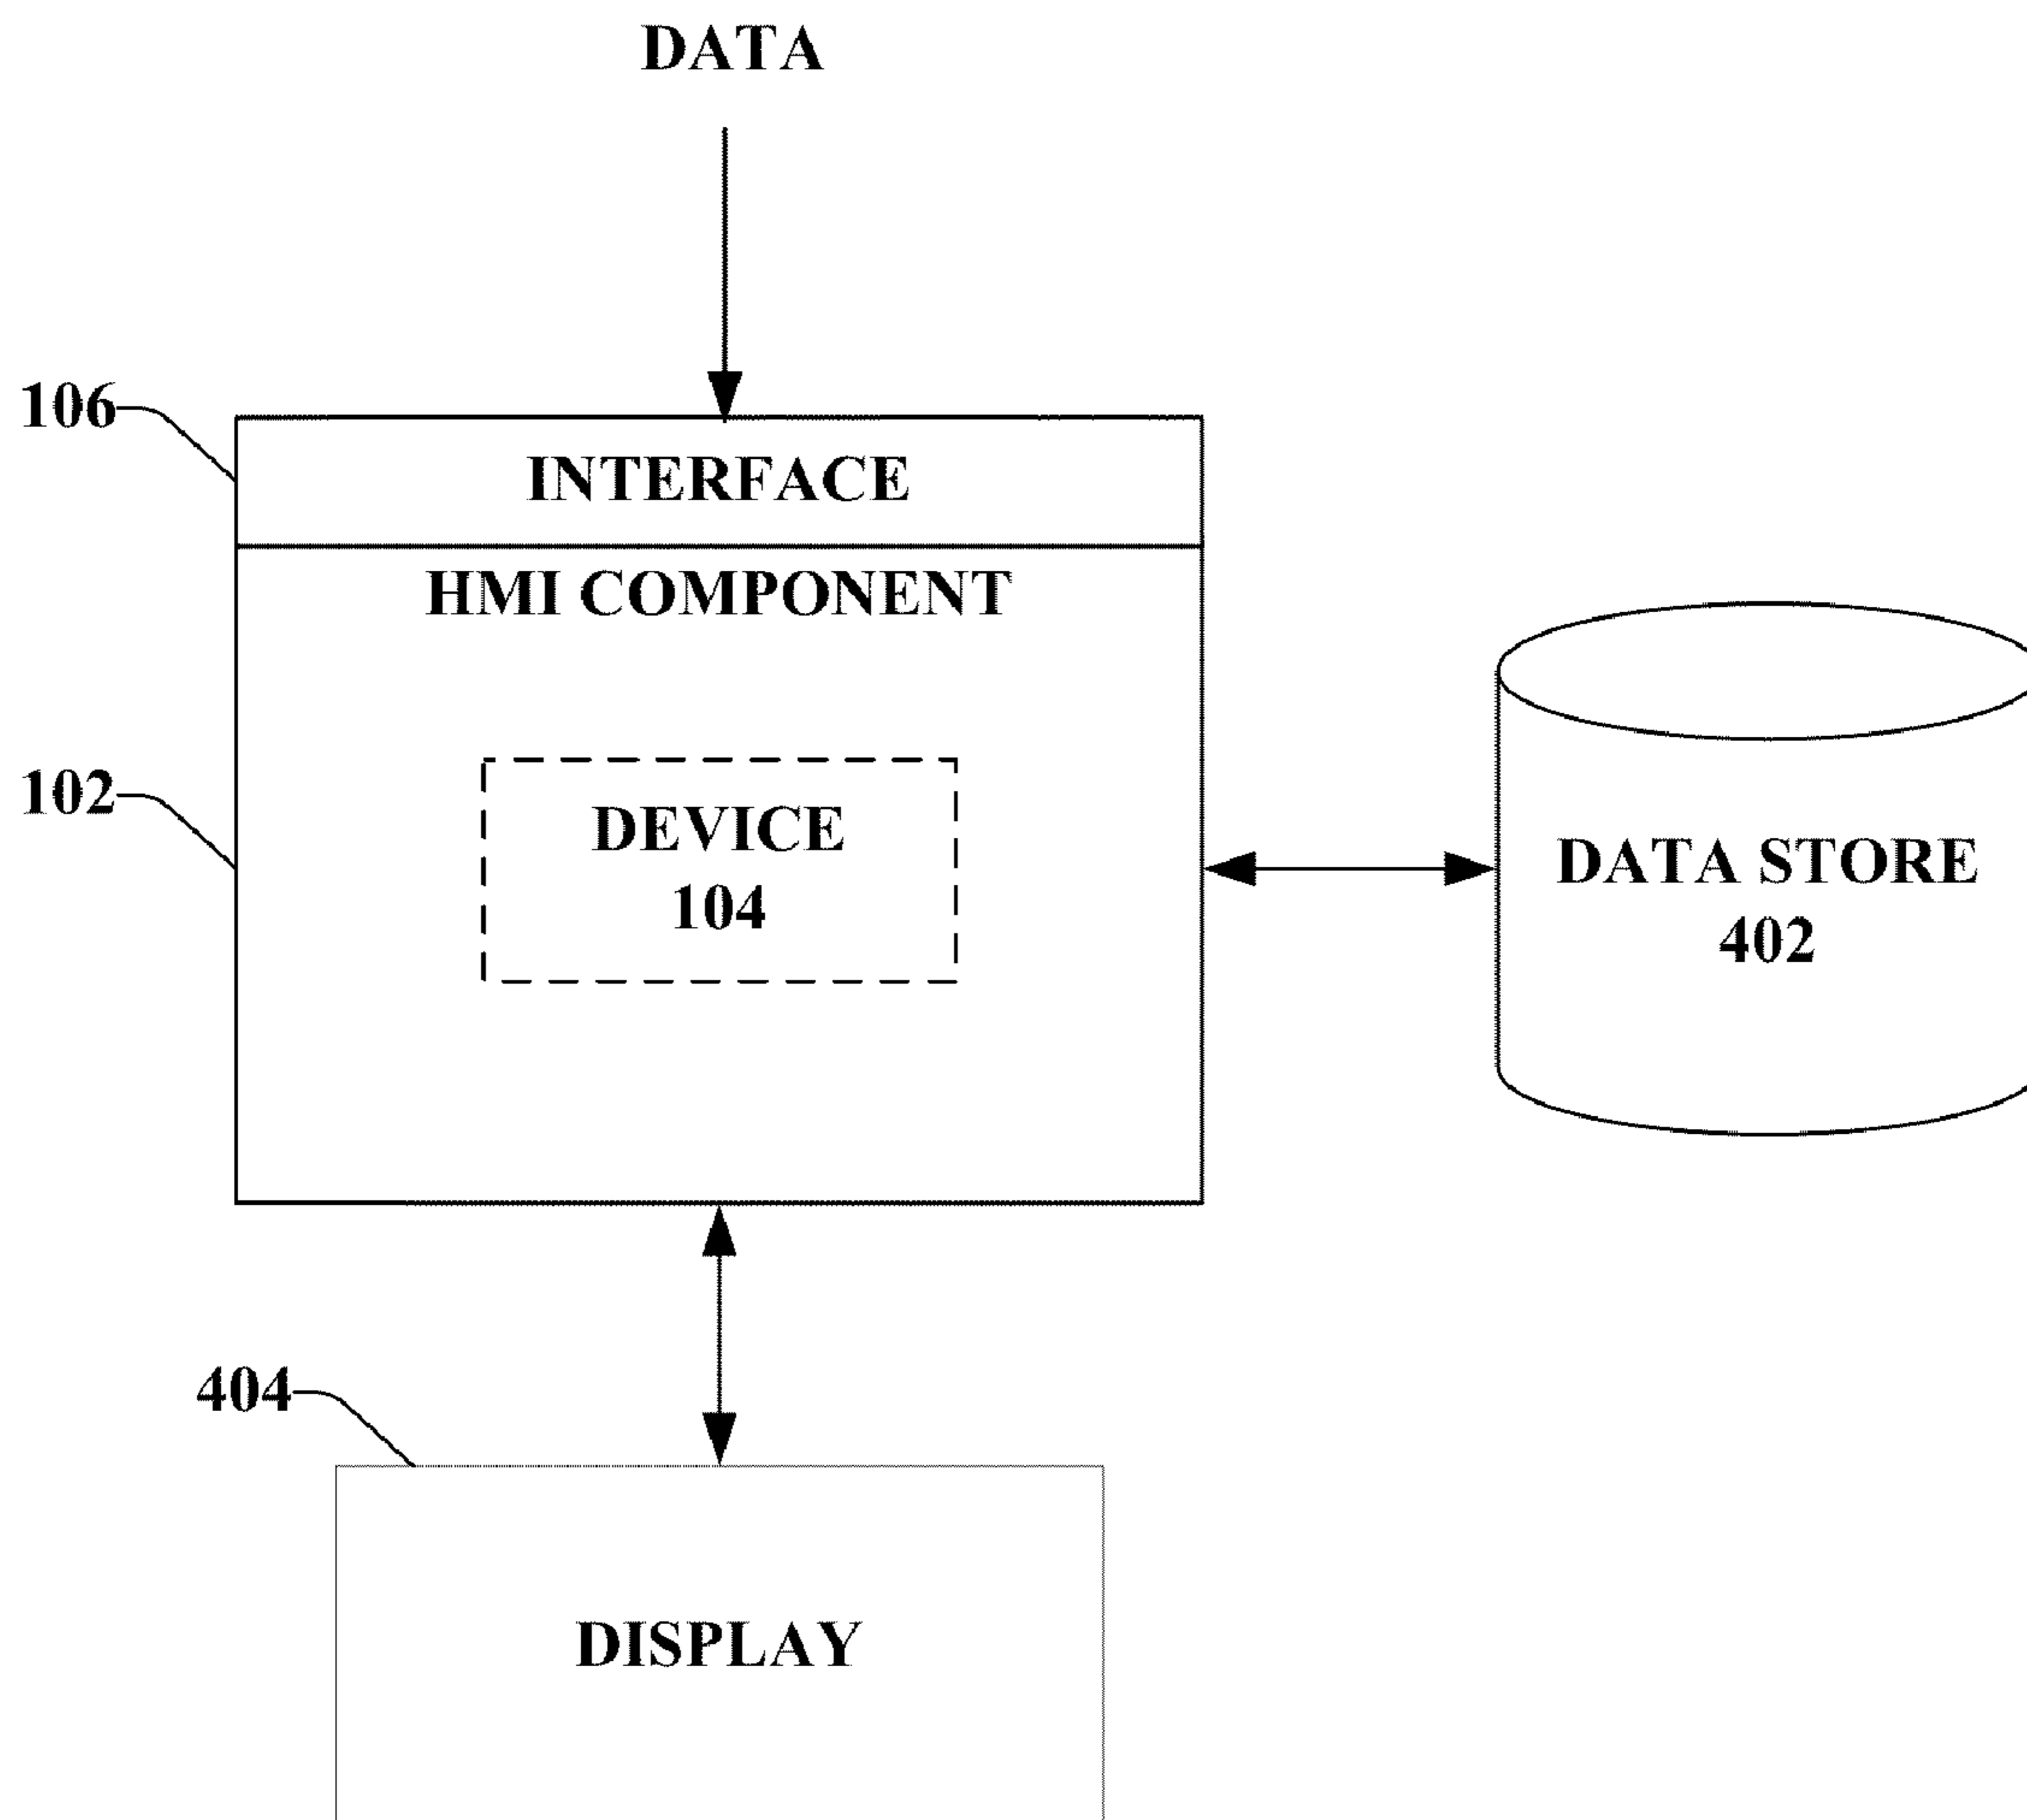 DATA
106
INTERFACE
HMI COMPONENT
102
DEVICE
104
DATA STORE
402
404
DISPLAY